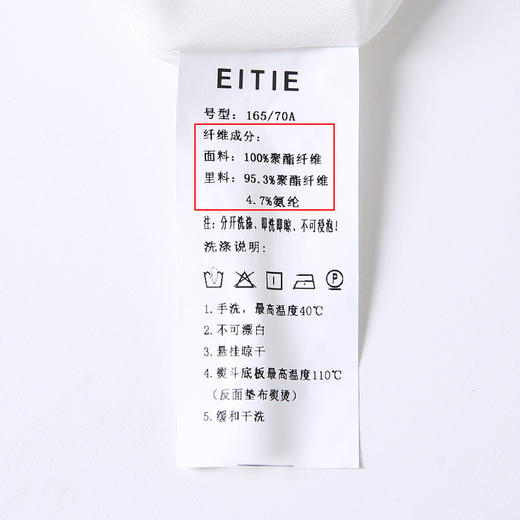 EITIE
号型: 165/70A
纤维成分:
面料: 100%聚酯纤维
里料: 95.3%聚酯纤维
4.7%氨纶
注: 分开洗涤、即洗即晾、不可浸泡!
洗涤说明:
P
1. 手洗, 最高温度40℃
2. 不可漂白
3. 悬挂晾干
4. 熨斗底板最高温度110℃
(反面垫布熨烫)
5. 缓和干洗